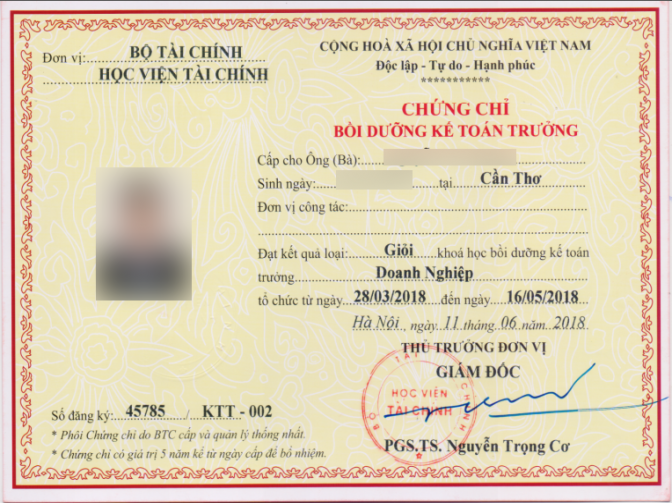 Đơn vị: BỘ TÀI CHÍNH
HỌC VIỆN TÀI CHÍNH
CỘNG HOÀ XÃ HỘI CHỦ NGHĨA VIỆT NAM
Độc lập - Tự do - Hạnh phúc
***********
CHỨNG CHỈ
BỒI DƯỠNG KẾ TOÁN TRƯỞNG
Cấp cho Ông (Bà):
Sinh ngày: tại Cần Thơ
Đơn vị công tác:
Đạt kết quả loại: Giỏi khoá học bồi dưỡng kế toán
trưởng Doanh Nghiệp
tổ chức từ ngày 28/03/2018 đến ngày 16/05/2018
Hà Nội, ngày 11 tháng 06 năm 2018
THỦ TRƯỞNG ĐƠN VỊ
GIÁM ĐỐC
BỘ TÀI CHÍNH
HỌC VIỆN
TÀI CHÍNH
PGS.TS. Nguyễn Trọng Cơ
Số đăng ký: 45785 / KTT - 002
* Phôi Chứng chỉ do BTC cấp và quản lý thống nhất.
* Chứng chỉ có giá trị 5 năm kể từ ngày cấp để bổ nhiệm.